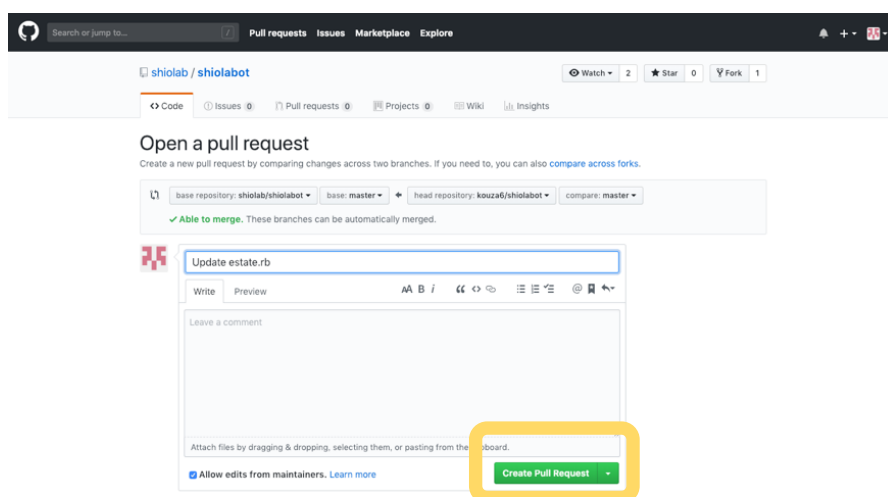 Search or jump to... / Pull requests Issues Marketplace Explore
shiolab / shiolabot Watch 2 Star 0 Fork 1
Code Issues 0 Pull requests 0 Projects 0 Wiki Insights
Open a pull request
Create a new pull request by comparing changes across two branches. If you need to, you can also compare across forks.
base repository: shiolab/shiolabot base: master head repository: kouza6/shiolabot compare: master
Able to merge. These branches can be automatically merged.
Update estate.rb
Write Preview AA B i @
Leave a comment
Attach files by dragging & dropping, selecting them, or pasting from the board.
Allow edits from maintainers. Learn more Create Pull Request